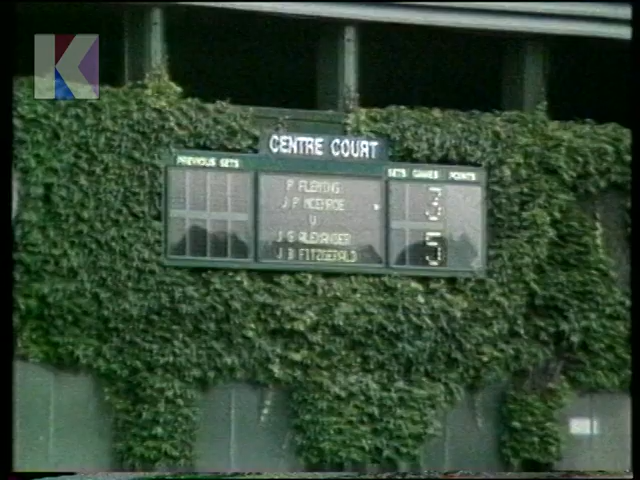 K
CENTRE COURT
PREVIOUS SETS
SETS GAMES POINTS
P FLEMING
J P MCENROE
V
J G ALEXANDER
J B FITZGERALD
3
5